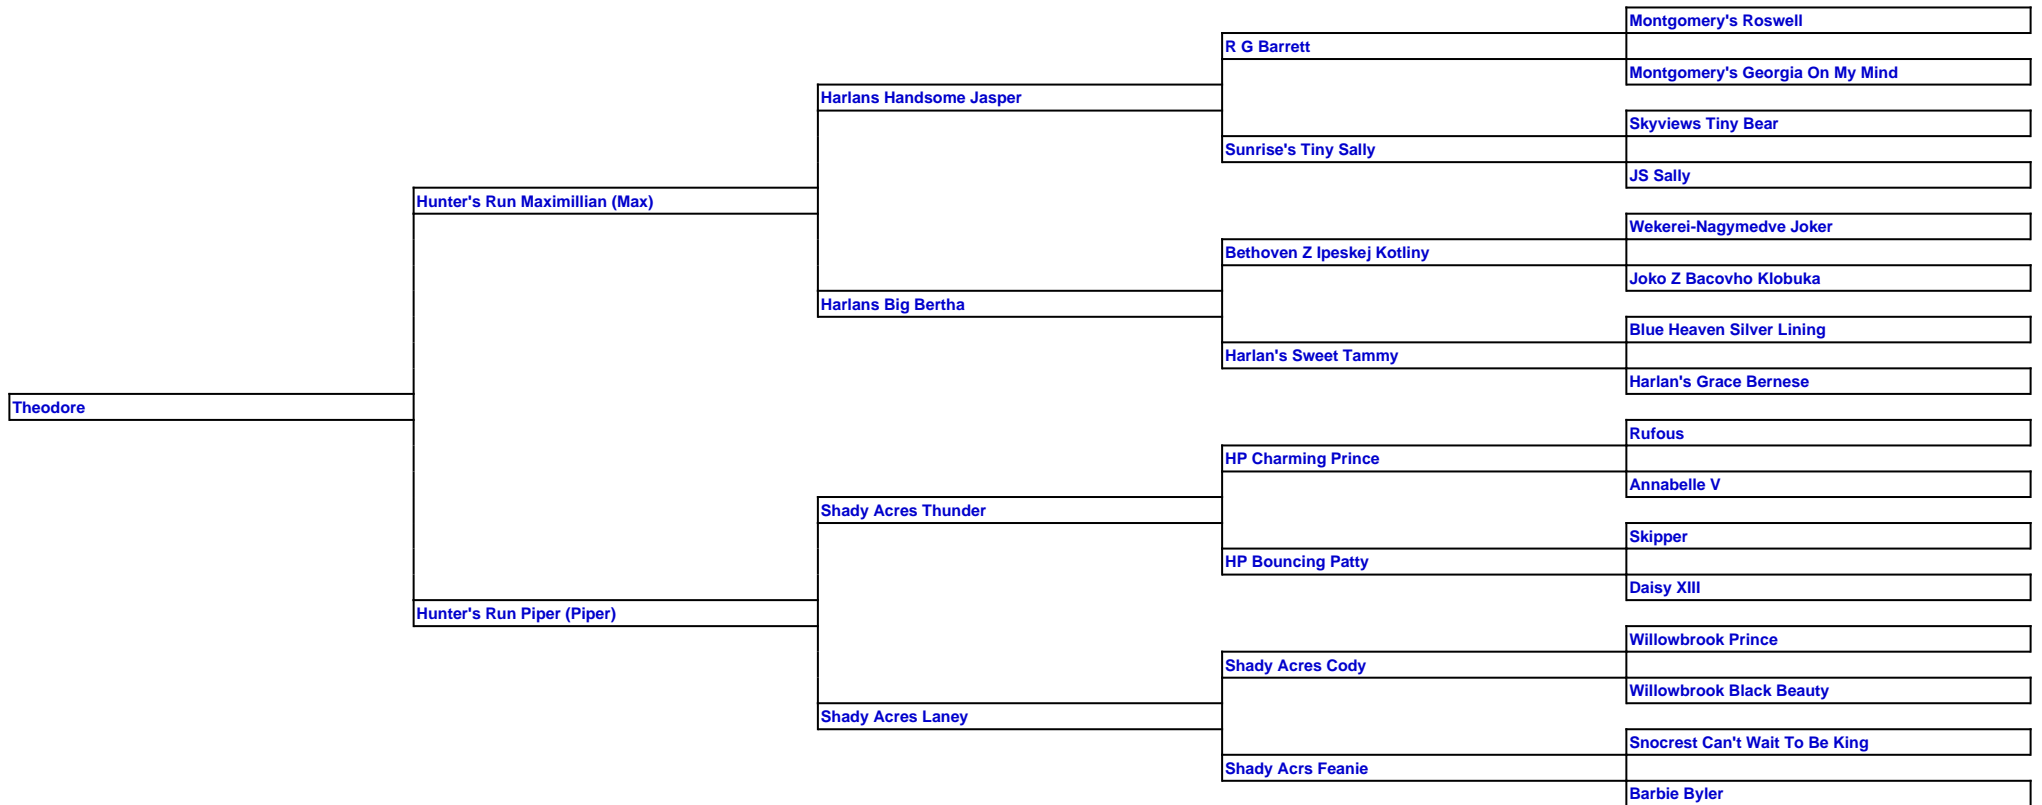 Montgomery's Roswell
R G Barrett
Montgomery's Georgia On My Mind
Harlans Handsome Jasper
Skyviews Tiny Bear
Sunrise's Tiny Sally
JS Sally
Hunter's Run Maximillian (Max)
Wekerei-Nagymedve Joker
Bethoven Z Ipeskej Kotliny
Joko Z Bacovho Klobuka
Harlans Big Bertha
Blue Heaven Silver Lining
Harlan's Sweet Tammy
Harlan's Grace Bernese
Theodore
Rufous
HP Charming Prince
Annabelle V
Shady Acres Thunder
Skipper
HP Bouncing Patty
Daisy XIII
Hunter's Run Piper (Piper)
Willowbrook Prince
Shady Acres Cody
Willowbrook Black Beauty
Shady Acres Laney
Snocrest Can't Wait To Be King
Shady Acrs Feanie
Barbie Byler